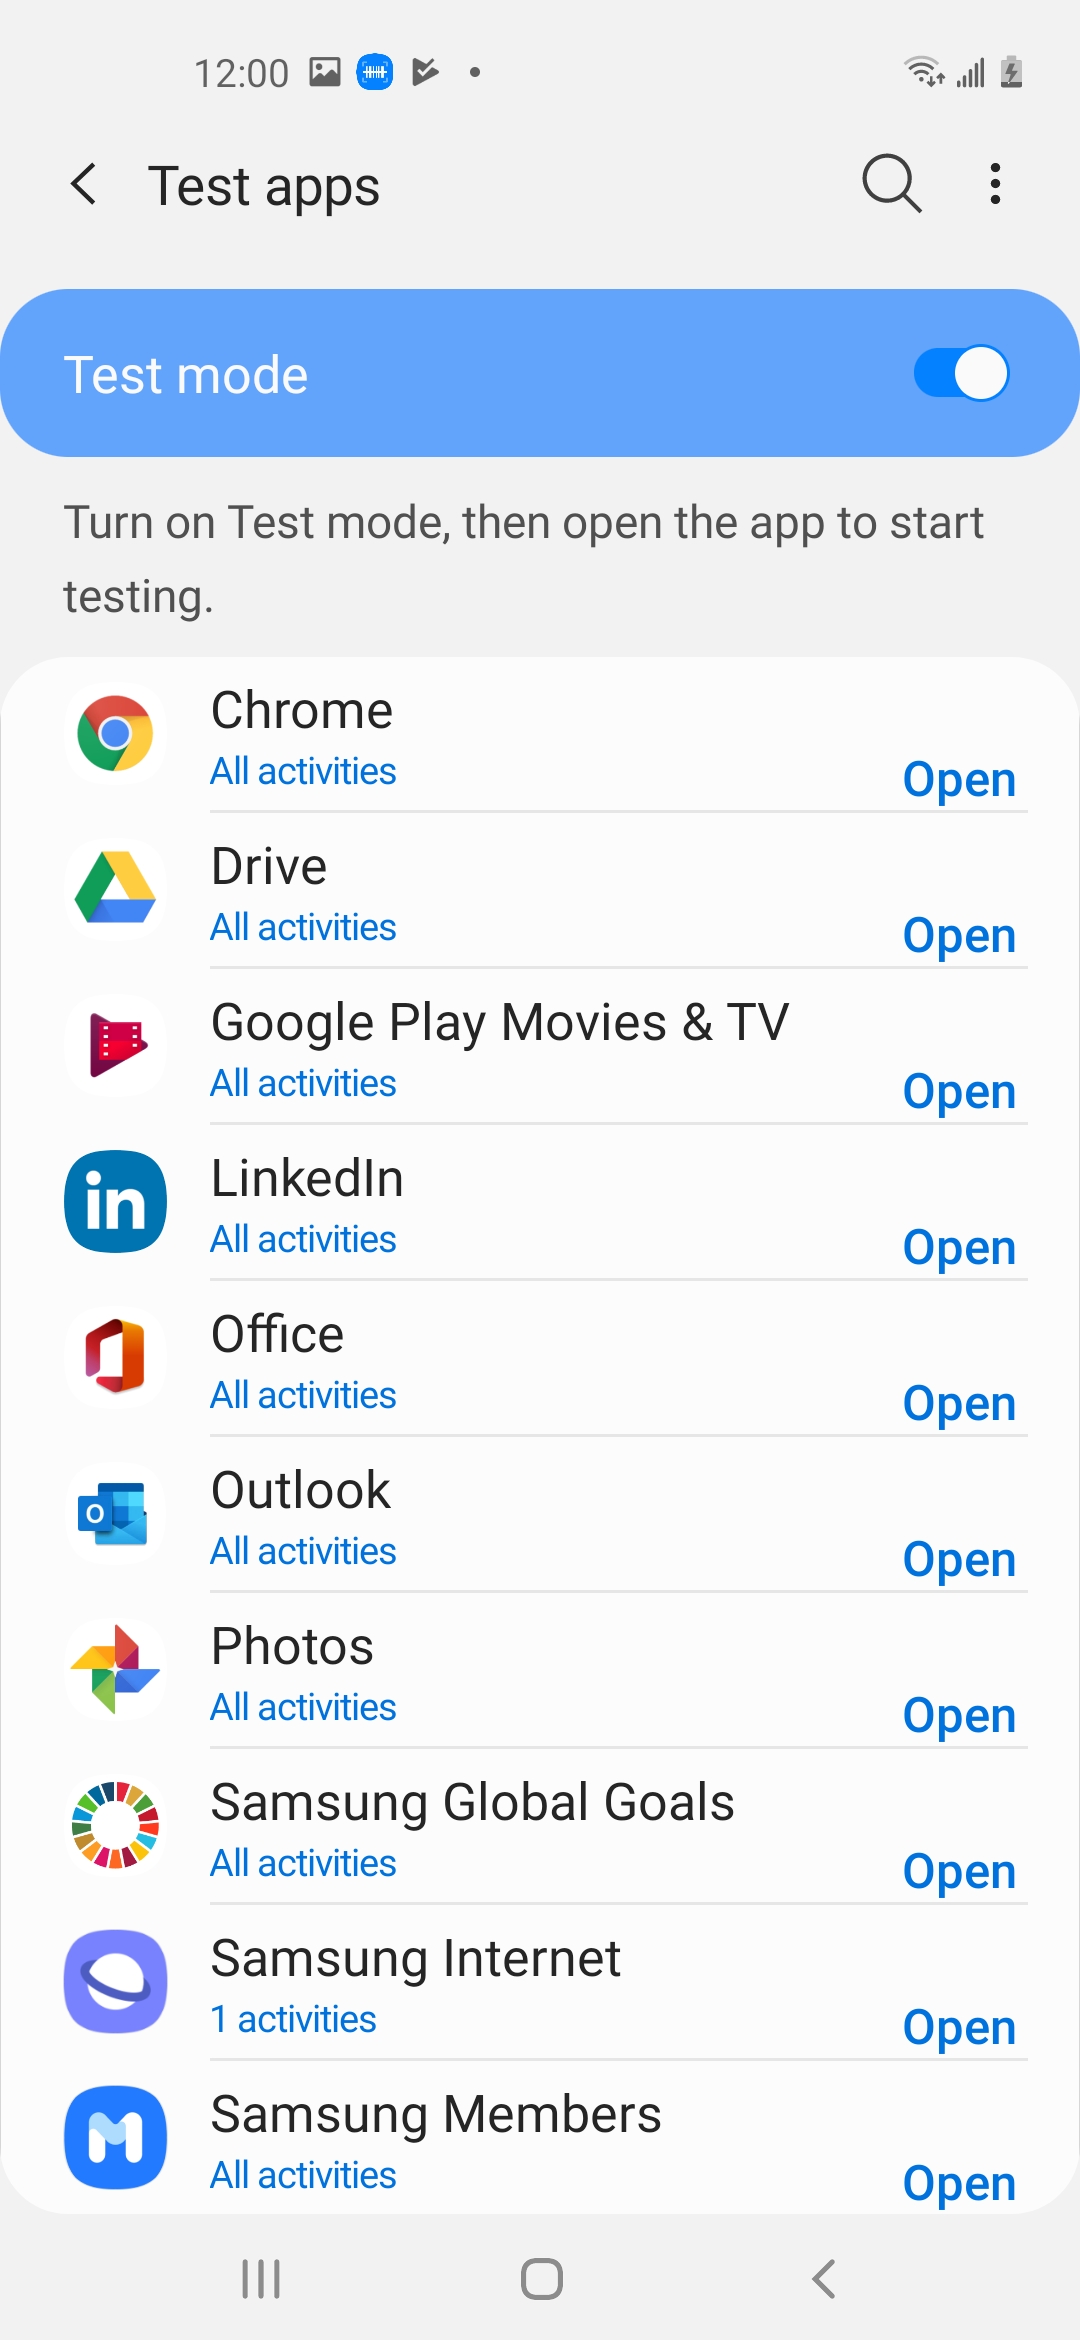 12:00
Test apps
Test mode
Turn on Test mode, then open the app to start
testing.
Chrome
All activities
Open
Drive
All activities
Open
Google Play Movies & TV
All activities
Open
in
LinkedIn
All activities
Open
Office
All activities
Open
O
Outlook
All activities
Open
Photos
All activities
Open
Samsung Global Goals
All activities
Open
Samsung Internet
1 activities
Open
Samsung Members
All activities
Open